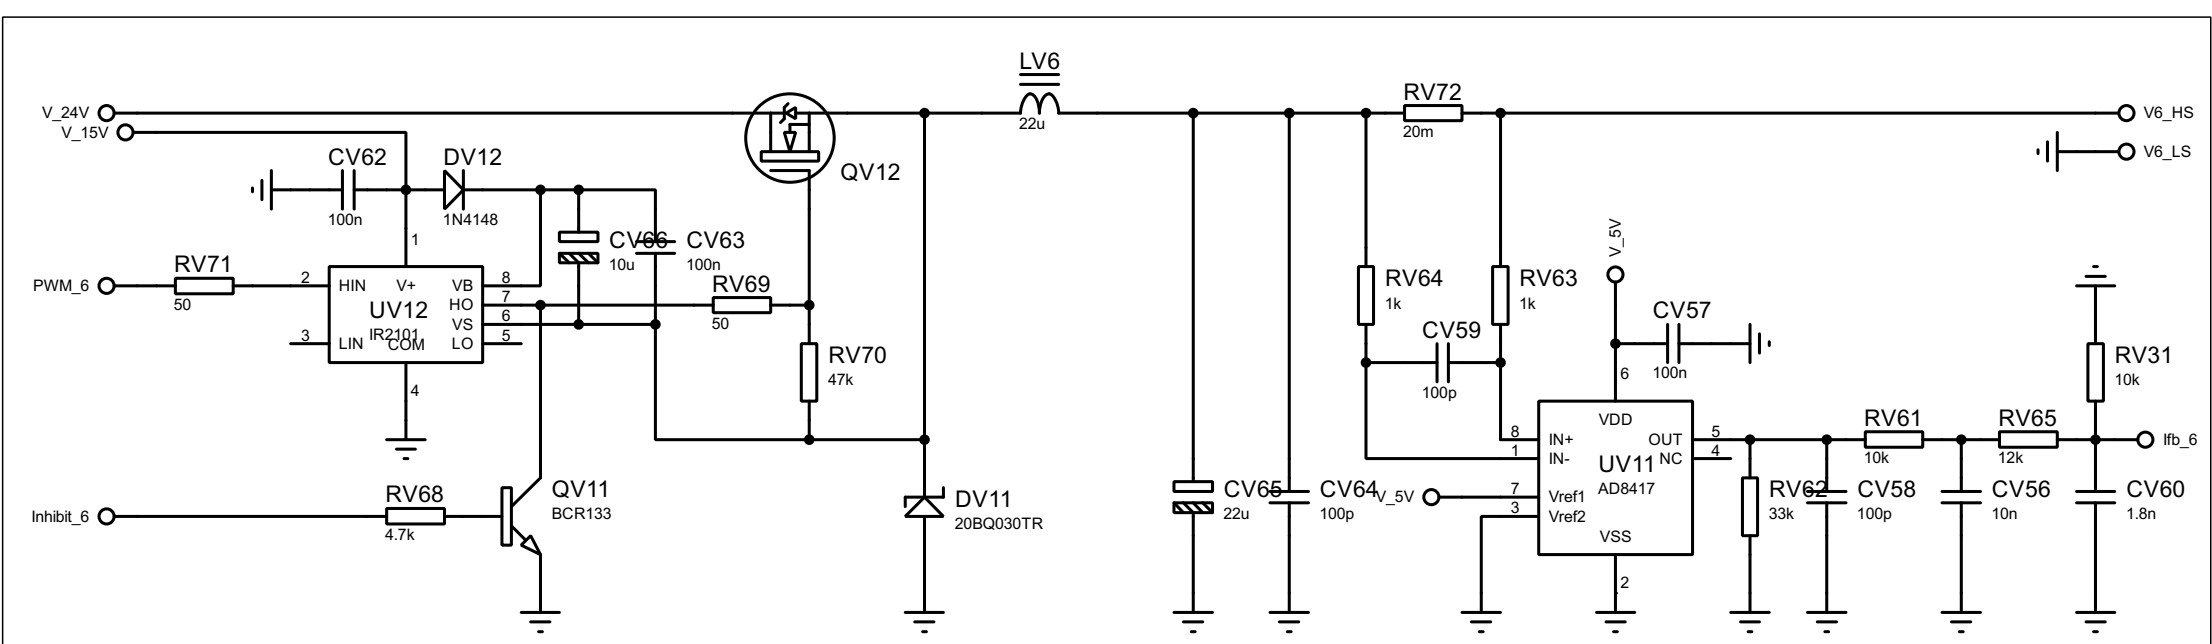 LV6
22u
RV72
20m
V_24V
V_15V
V6_HS
V6_LS
CV62
100n
DV12
1N4148
QV12
1
CV66
10u
CV63
100n
V_5V
PWM_6
RV71
50
2
HIN
V+
VB
8
HO
7
UV12
IR2101
VS
6
3
LIN
COM
LO
5
4
RV69
50
RV70
47k
RV64
1k
RV63
1k
CV59
100p
CV57
100n
6
RV31
10k
Inhibit_6
RV68
4.7k
QV11
BCR133
DV11
20BQ030TR
CV65
22u
CV64
100p
V_5V
8
IN+
1
IN-
7
Vref1
3
Vref2
VDD
OUT
5
NC
4
UV11
AD8417
VSS
2
RV61
10k
RV65
12k
Ifb_6
RV62
33k
CV58
100p
CV56
10n
CV60
1.8n